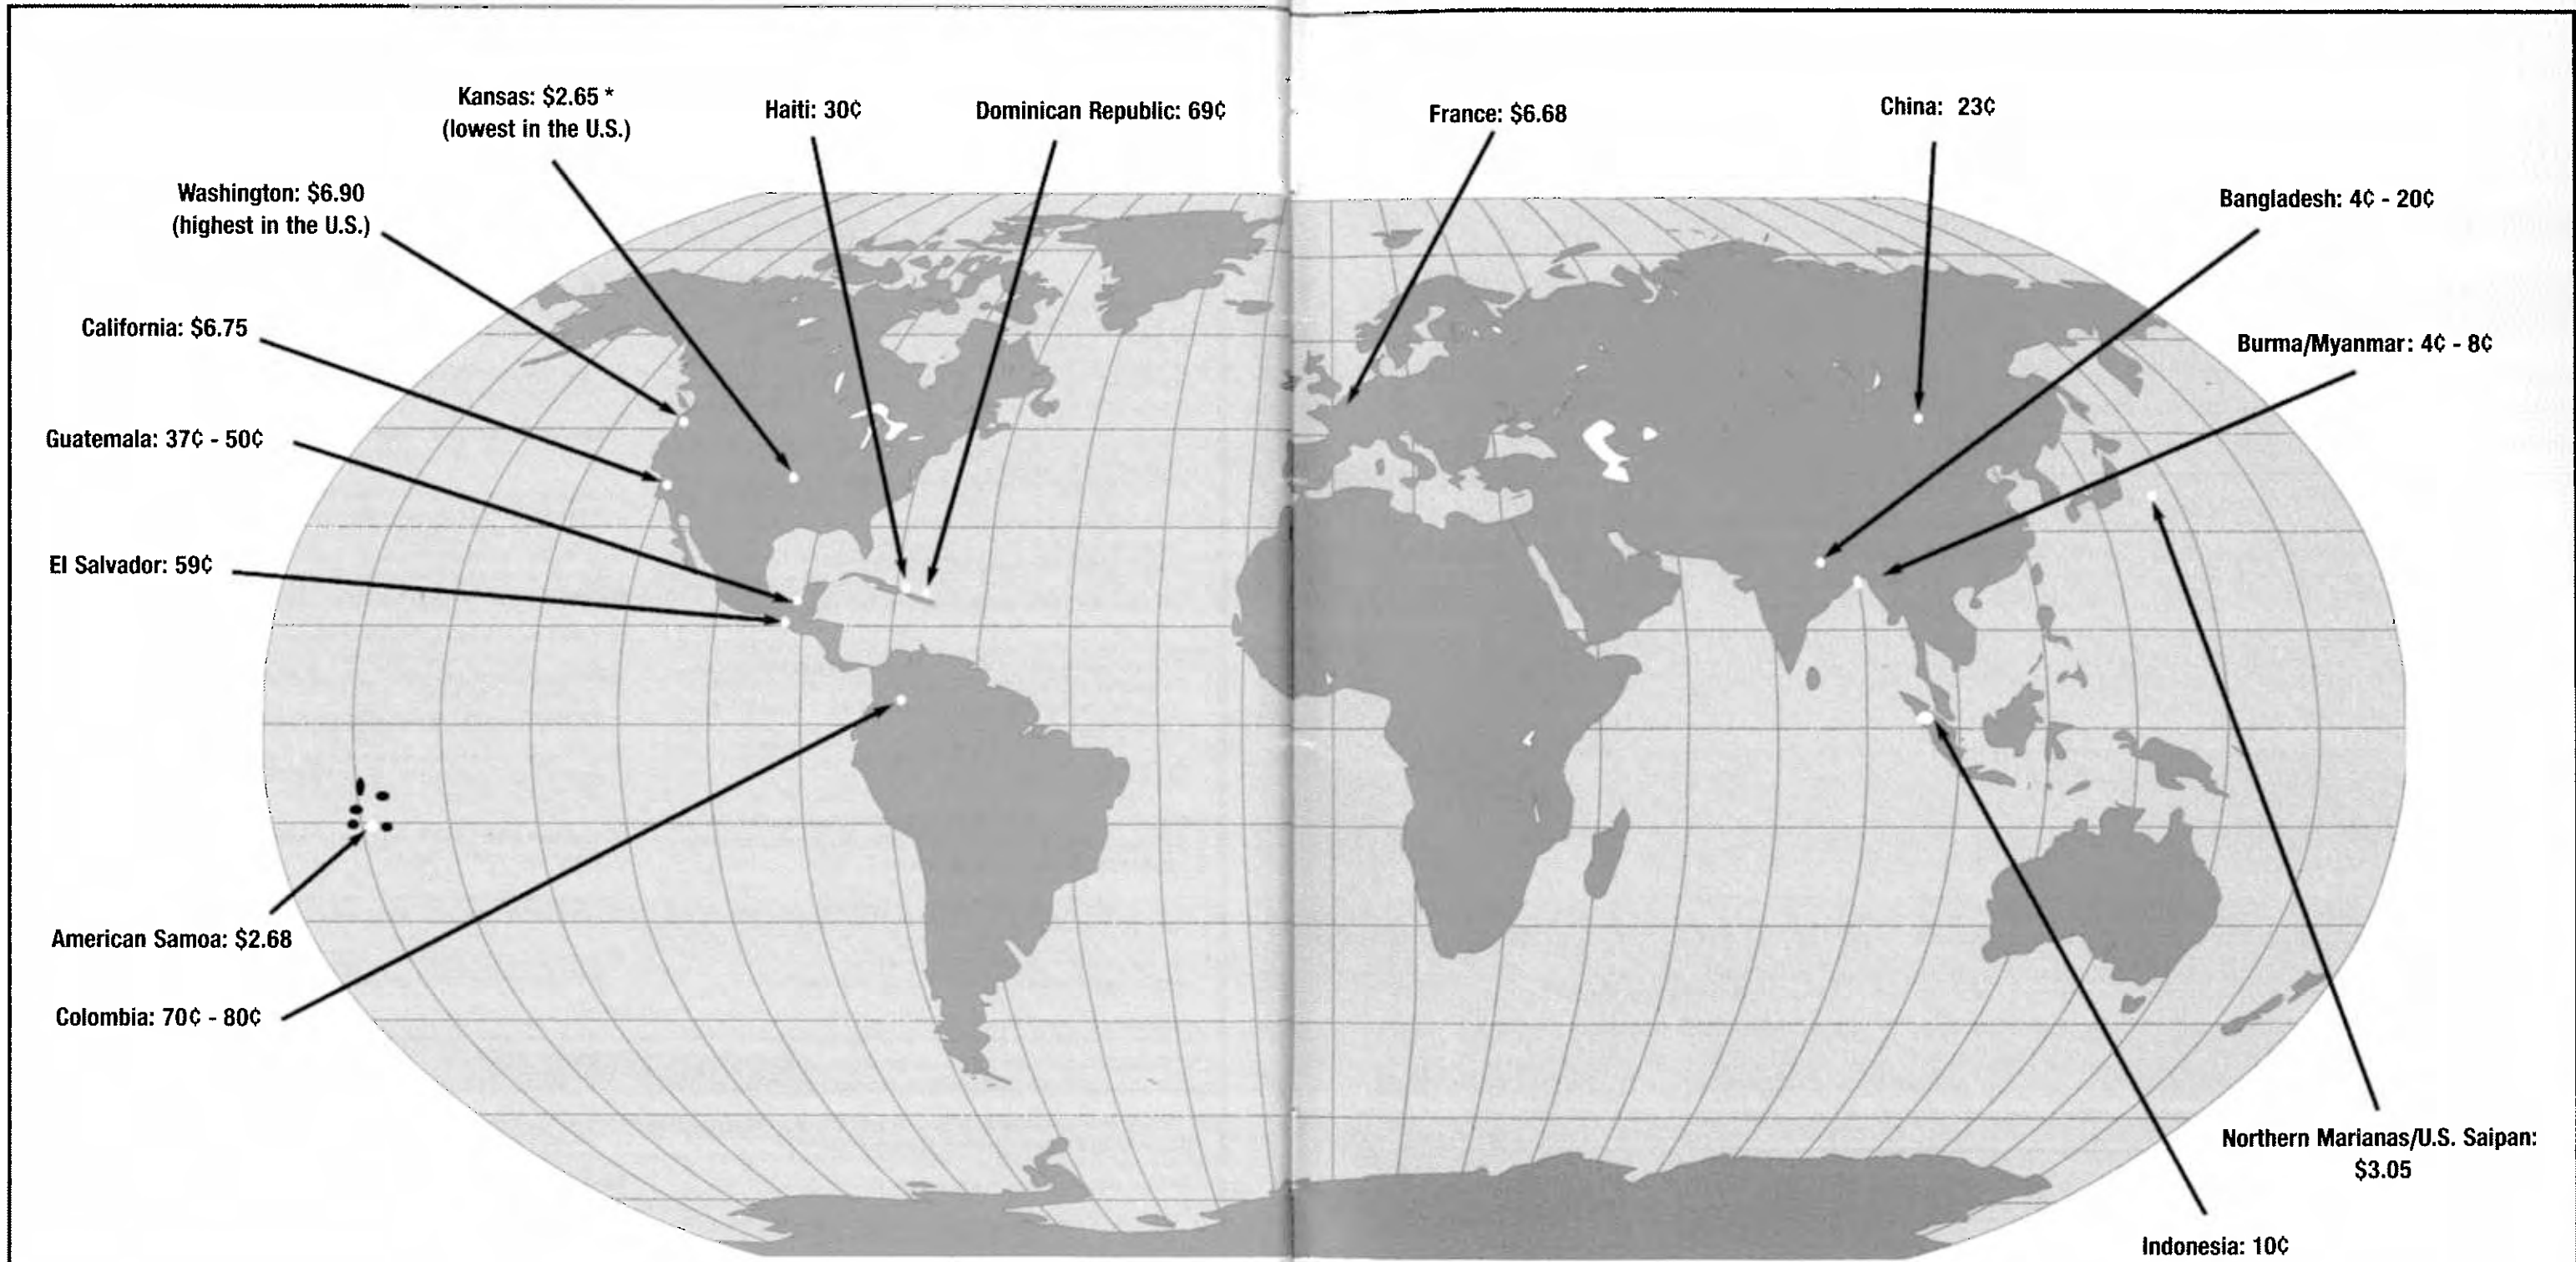 Kansas: $2.65 *
(lowest in the U.S.)
Haiti: 30¢
Dominican Republic: 69¢
France: $6.68
China: 23¢
Washington: $6.90
(highest in the U.S.)
Bangladesh: 4¢ - 20¢
California: $6.75
Burma/Myanmar: 4¢ - 8¢
Guatemala: 37¢ - 50¢
El Salvador: 59¢
American Samoa: $2.68
Colombia: 70¢ - 80¢
Northern Marianas/U.S. Saipan:
$3.05
Indonesia: 10¢